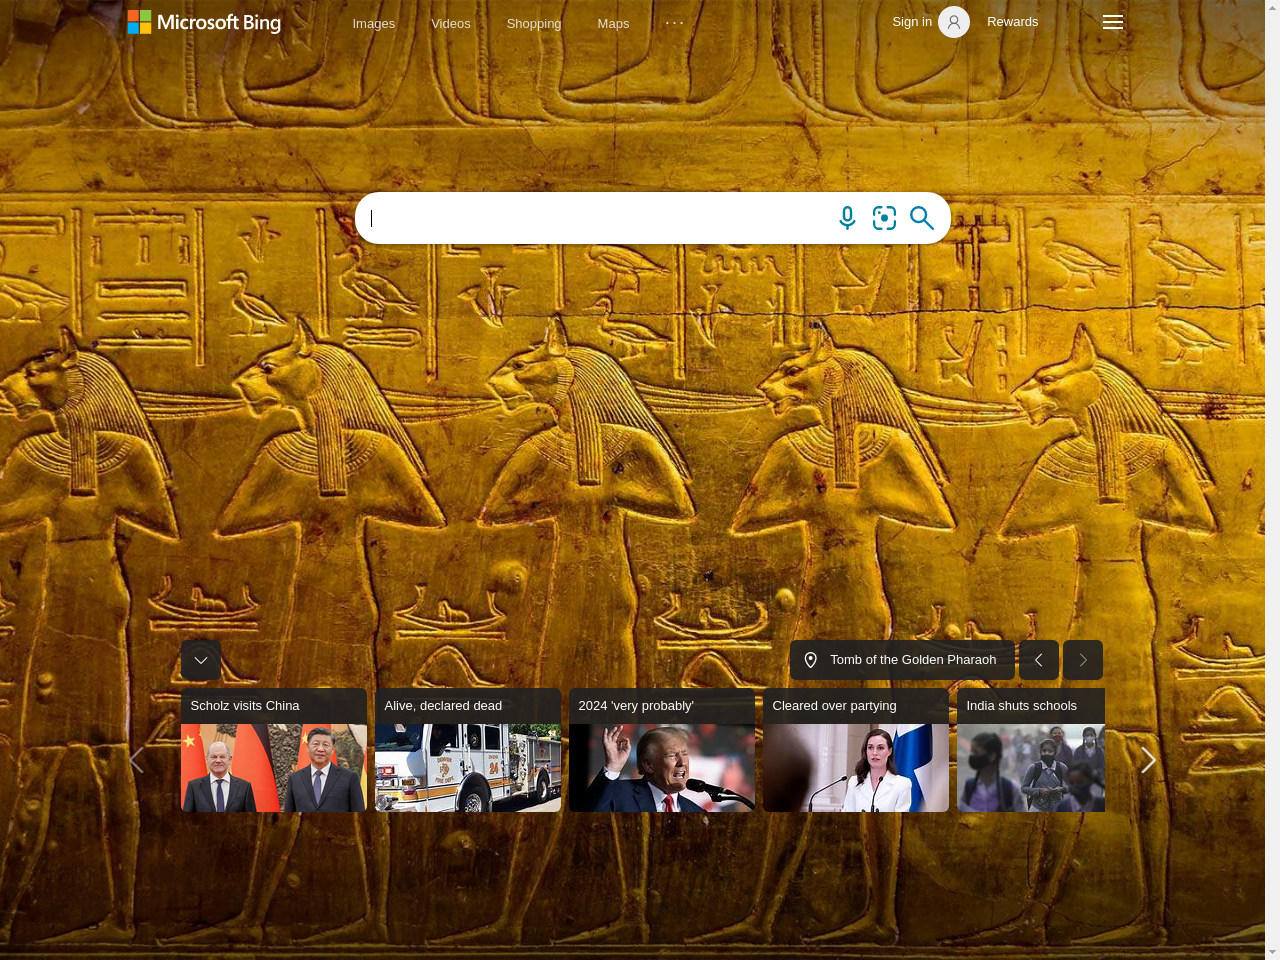 Microsoft Bing
Images
Videos
Shopping
Maps
Sign in
Rewards
Tomb of the Golden Pharaoh
Scholz visits China
Alive, declared dead
2024 'very probably'
Cleared over partying
India shuts schools